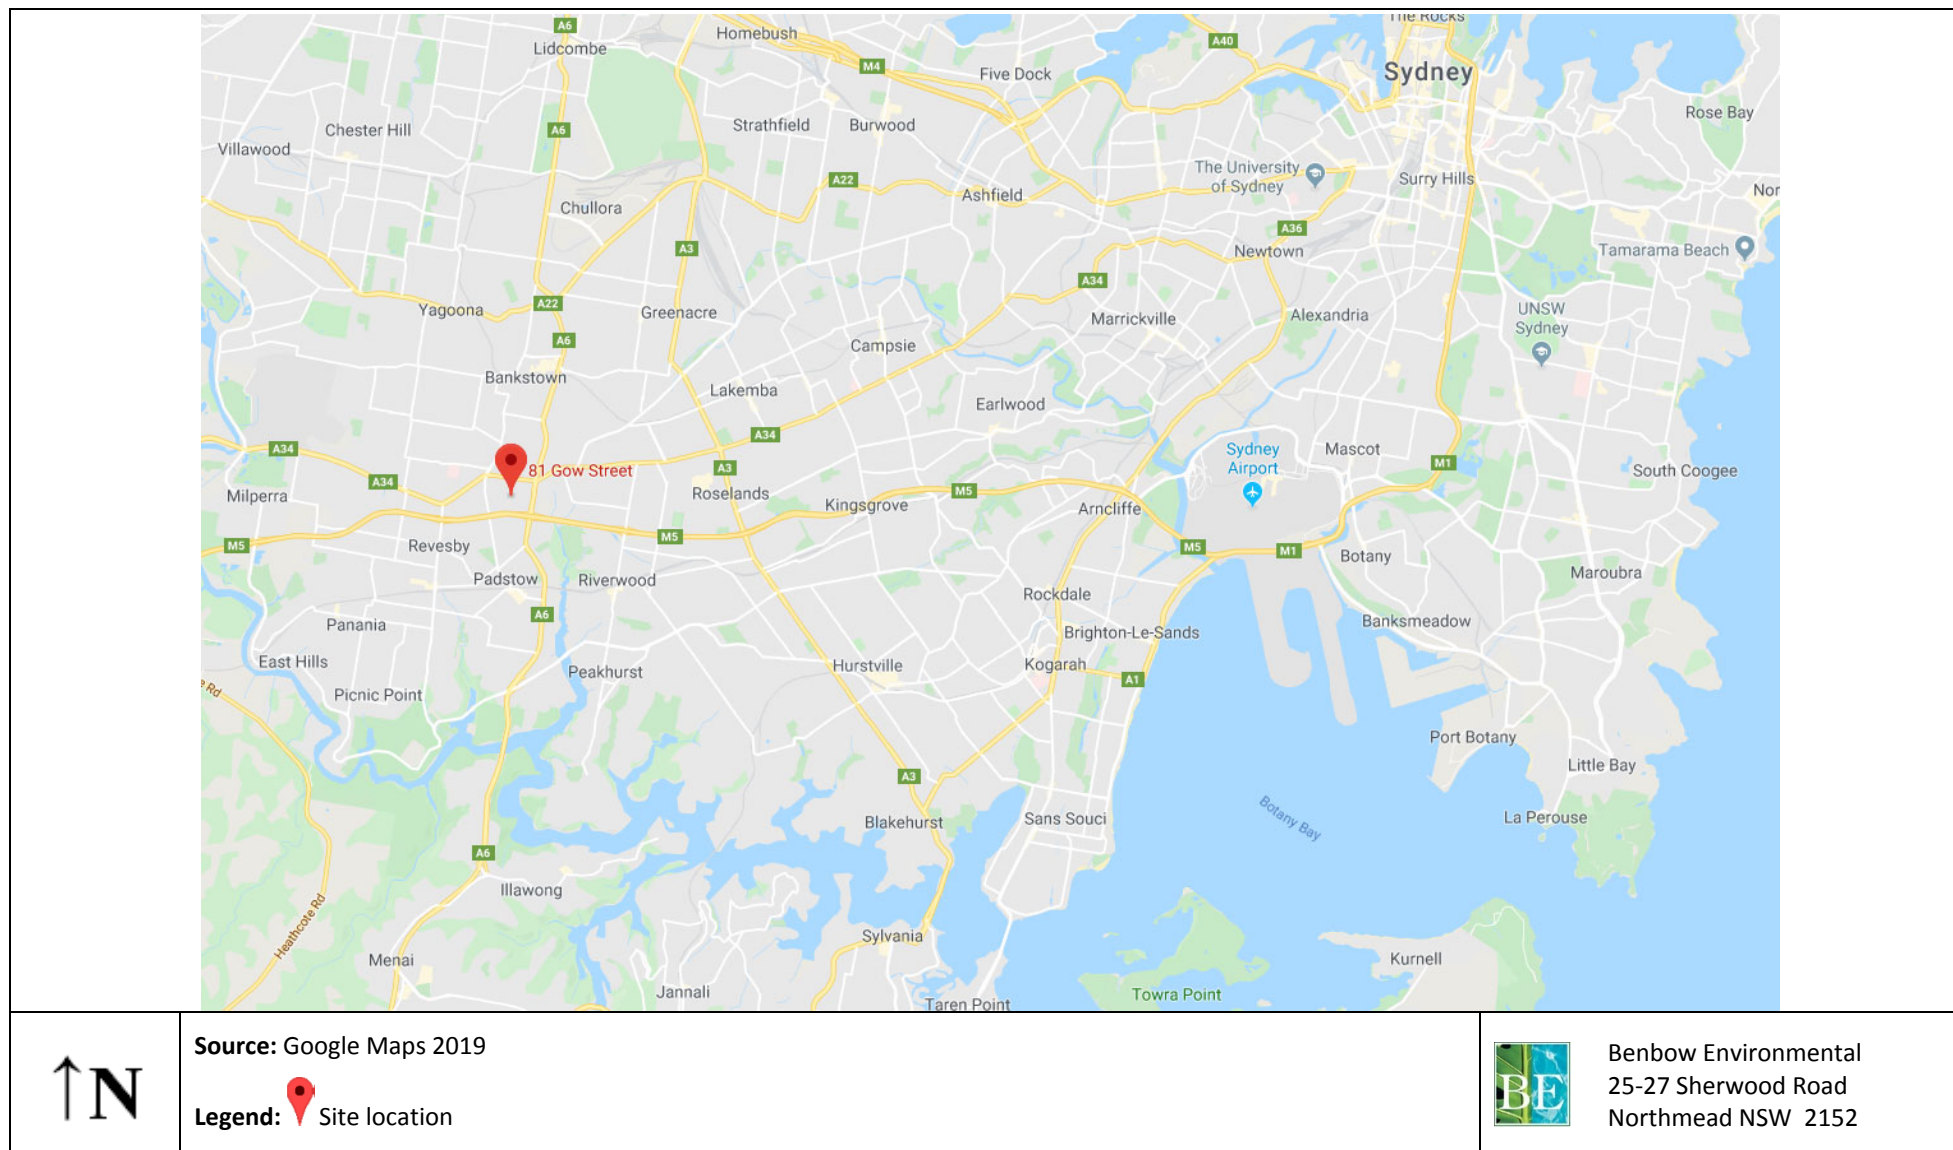 The Rocks
A6
Homebush
A40
Lidcombe
M4
Five Dock
Sydney
Rose Bay
Chester Hill
A6
Strathfield
Burwood
Villawood
The University
of Sydney
A22
Surry Hills
Ashfield
Nor
Chullora
A36
A3
Newtown
Tamarama Beach
A34
Yagoona
A22
Greenacre
Marrickville
Alexandria
UNSW
Sydney
A6
Campsie
Bankstown
Lakemba
Earlwood
A34
A34
Sydney
Airport
Mascot
M1
81 Gow Street
A3
South Coogee
A34
Milperra
Roselands
M5
Kingsgrove
Arncliffe
M5
Revesby
M5
M5
M1
Botany
Padstow
Riverwood
Maroubra
Rockdale
A6
Panania
Banksmeadow
Brighton-Le-Sands
East Hills
Peakhurst
Hurstville
Kogarah
A1
e Rd
Picnic Point
Port Botany
Little Bay
A3
Botany Bay
Blakehurst
Sans Souci
La Perouse
A6
Illawong
Heathcote Rd
Sylvania
Menai
Kurnell
Jannali
Towra Point
Taren Point
↑N
Source: Google Maps 2019
Legend: Site location
BE
Benbow Environmental
25-27 Sherwood Road
Northmead NSW 2152